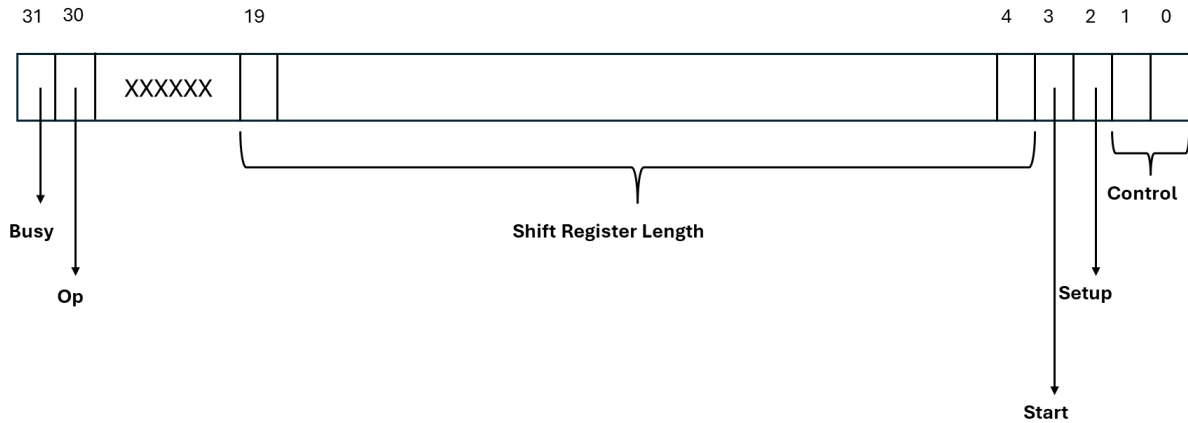 31 30 19 4 3 2 1 0
XXXXXX
Control
Busy
Shift Register Length
Op
Setup
Start